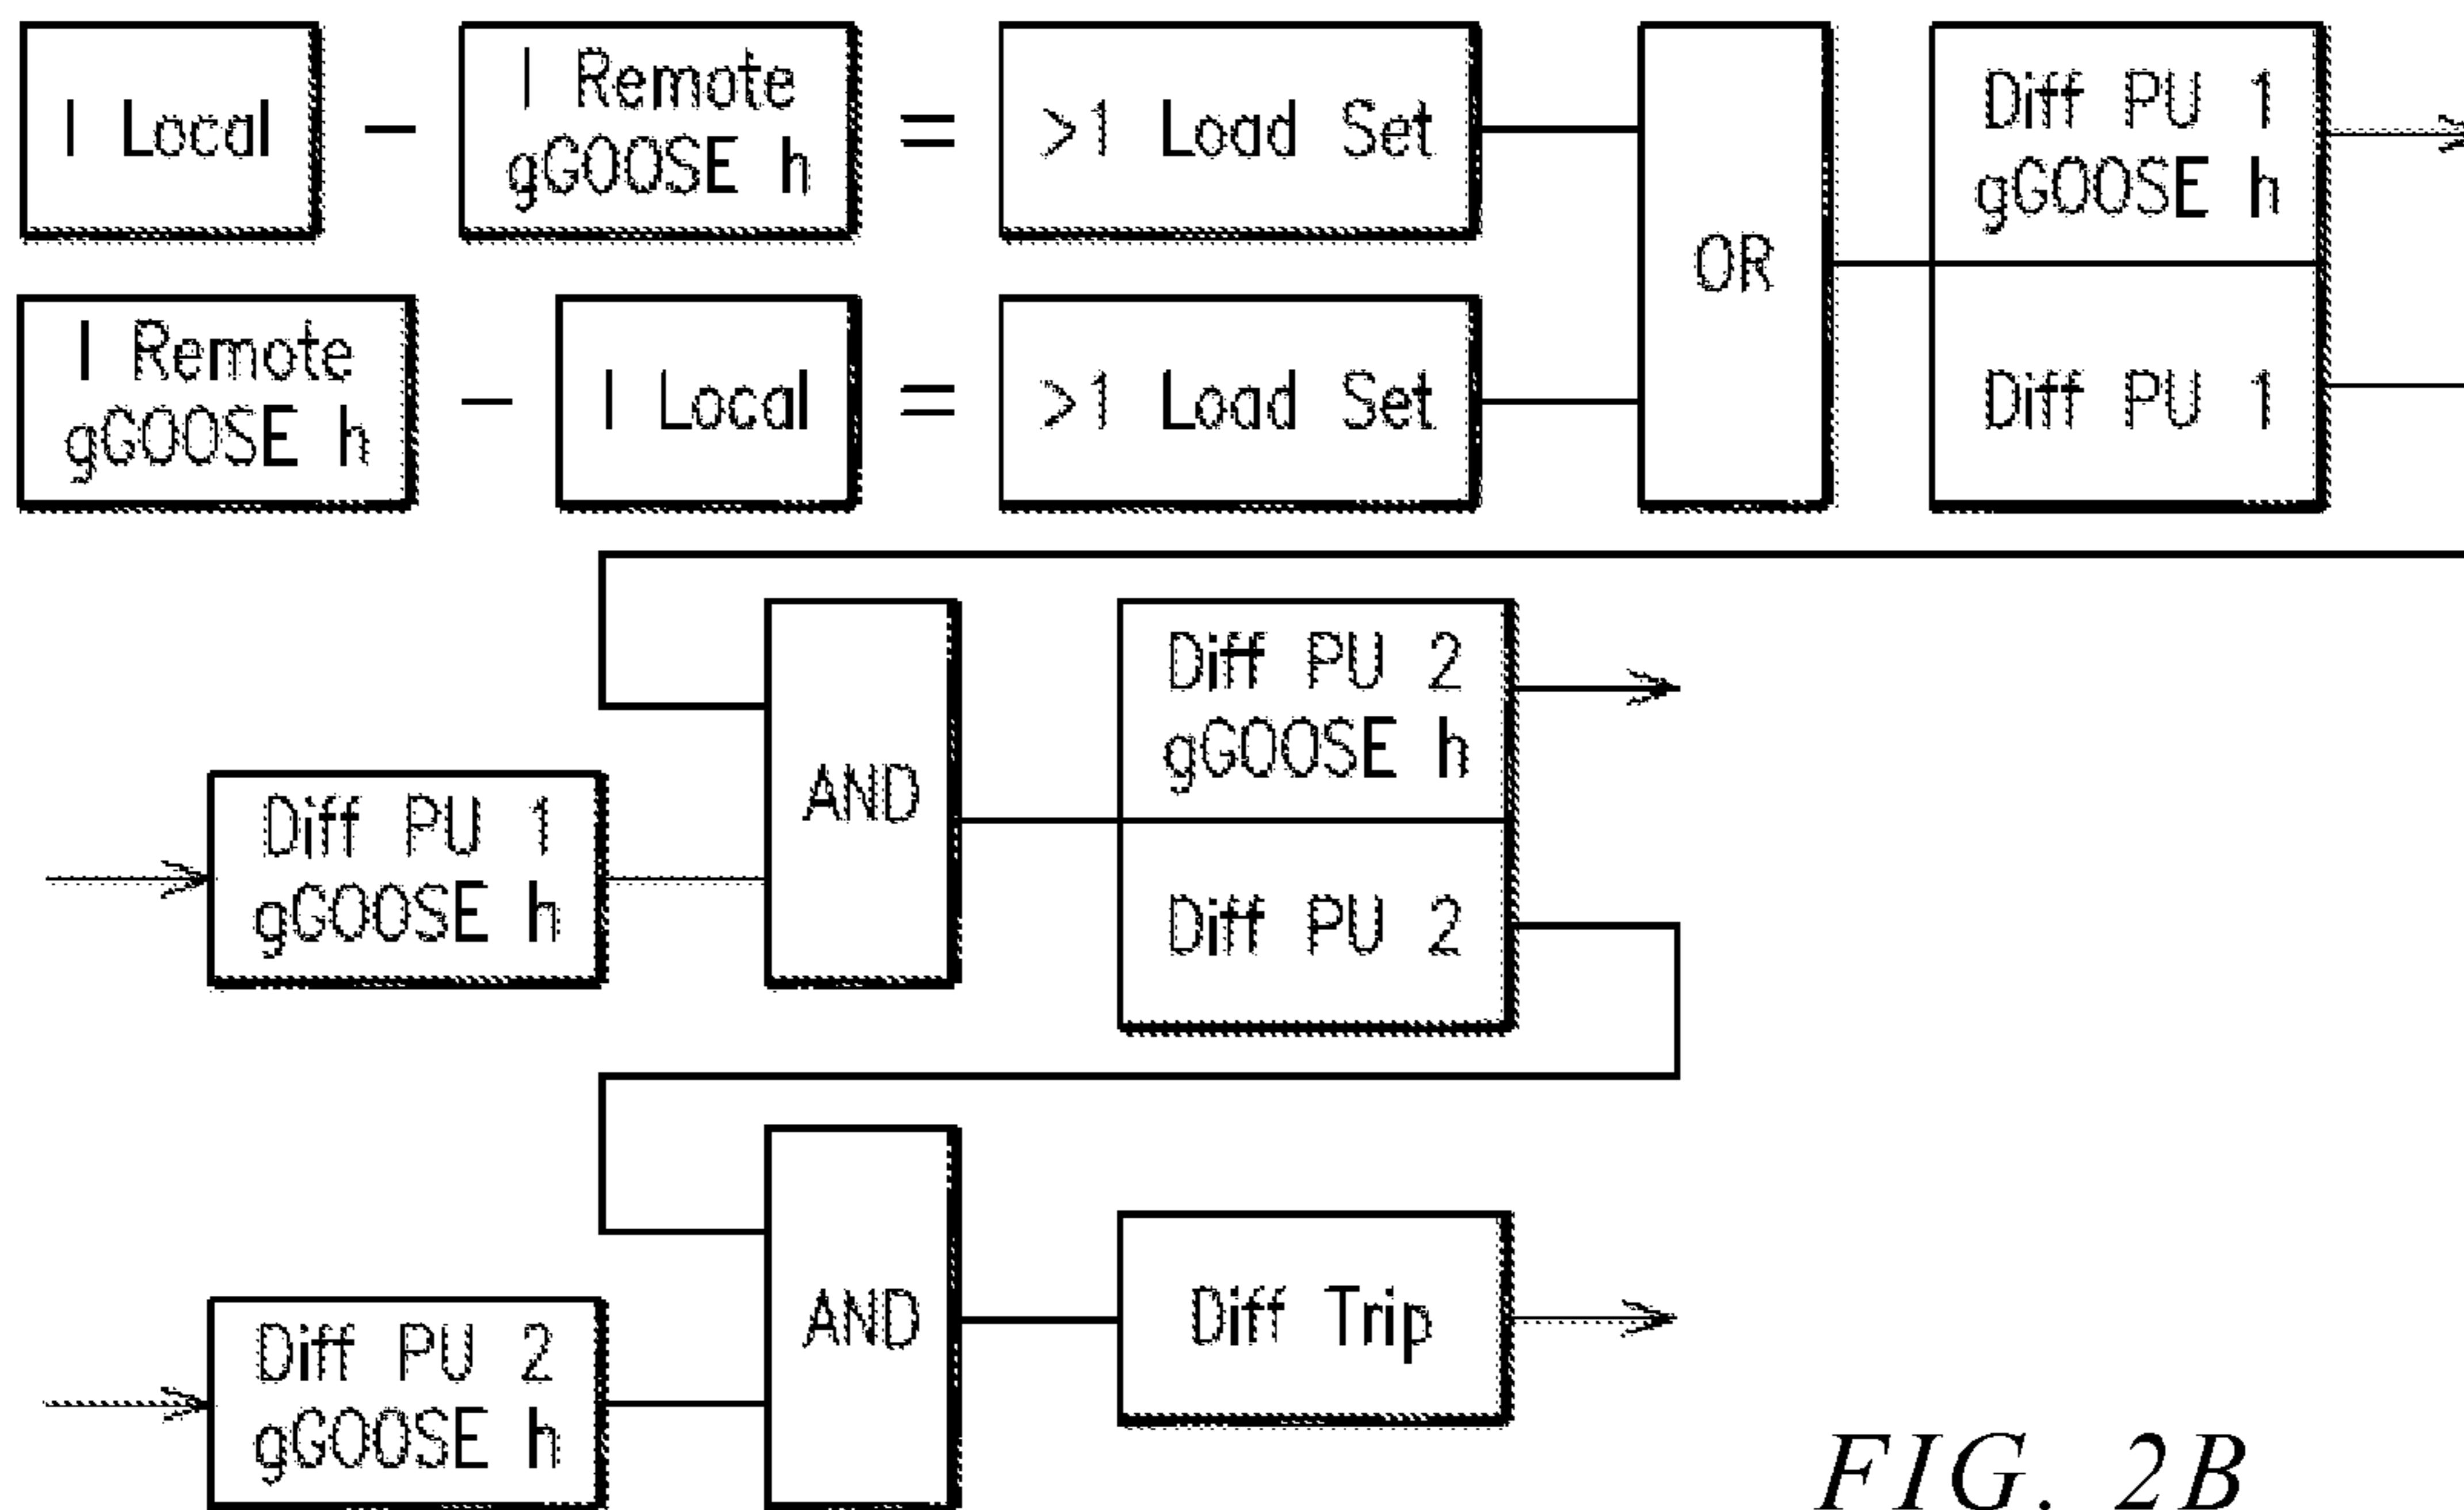 I Local
−
I Remote
gGOOSE h
=
>1 Load Set
OR
Diff PU 1
gGOOSE h
I Remote
gGOOSE h
−
I Local
=
>1 Load Set
Diff PU 1
AND
Diff PU 2
gGOOSE h
Diff PU 1
gGOOSE h
Diff PU 2
AND
Diff Trip
Diff PU 2
gGOOSE h
FIG. 2B